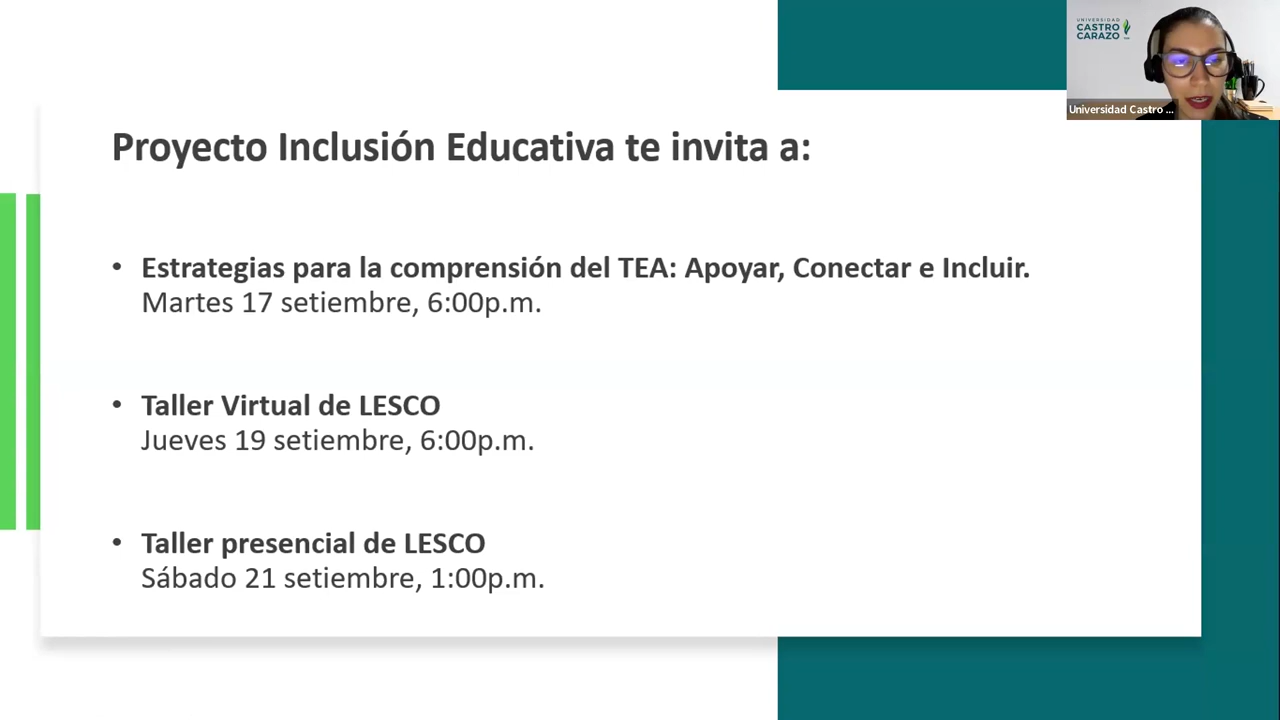 UNIVERSIDAD
CASTRO
CARAZO
Universidad Castro ...
Proyecto Inclusión Educativa te invita a:
• Estrategias para la comprensión del TEA: Apoyar, Conectar e Incluir.
Martes 17 setiembre, 6:00p.m.
• Taller Virtual de LESCO
Jueves 19 setiembre, 6:00p.m.
• Taller presencial de LESCO
Sábado 21 setiembre, 1:00p.m.